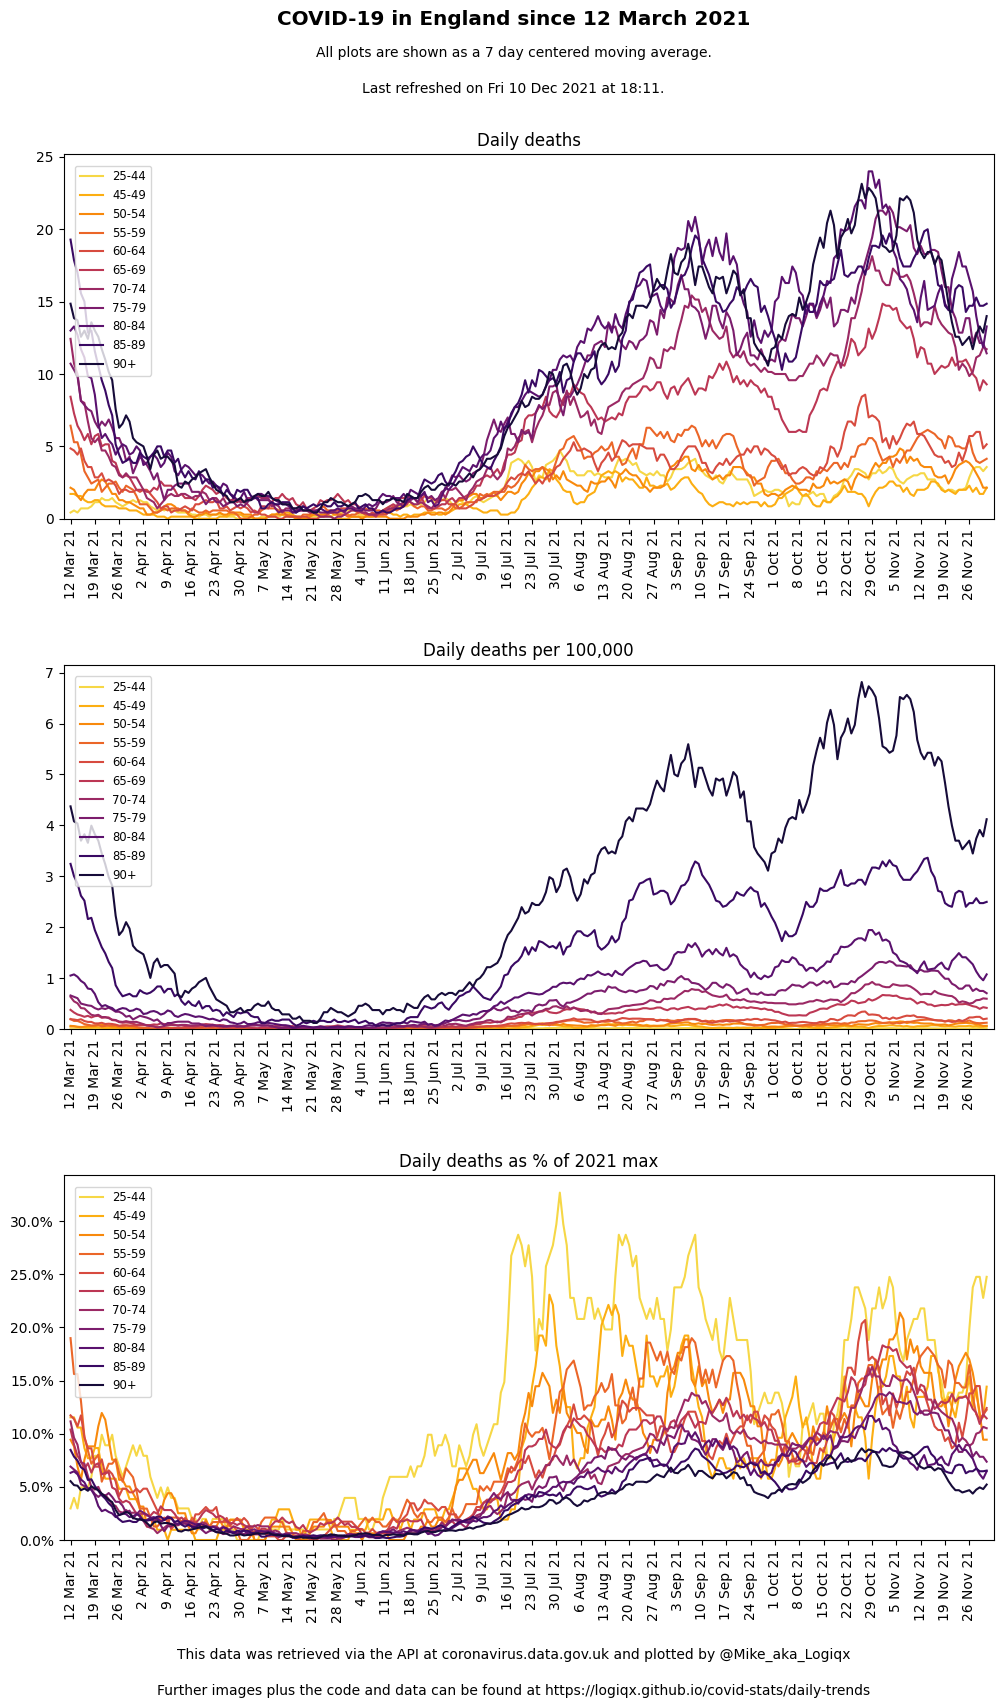 COVID-19 in England since 12 March 2021
All plots are shown as a 7 day centered moving average.
Last refreshed on Fri 10 Dec 2021 at 18:11.
Daily deaths
25
20
15
10
5
0
25-44
45-49
50-54
55-59
60-64
65-69
70-74
75-79
80-84
85-89
90+
12 Mar 21
19 Mar 21
26 Mar 21
2 Apr 21
9 Apr 21
16 Apr 21
23 Apr 21
30 Apr 21
7 May 21
14 May 21
21 May 21
28 May 21
4 Jun 21
11 Jun 21
18 Jun 21
25 Jun 21
2 Jul 21
9 Jul 21
16 Jul 21
23 Jul 21
30 Jul 21
6 Aug 21
13 Aug 21
20 Aug 21
27 Aug 21
3 Sep 21
10 Sep 21
17 Sep 21
24 Sep 21
1 Oct 21
8 Oct 21
15 Oct 21
22 Oct 21
29 Oct 21
5 Nov 21
12 Nov 21
19 Nov 21
26 Nov 21
Daily deaths per 100,000
7
6
5
4
3
2
1
0
25-44
45-49
50-54
55-59
60-64
65-69
70-74
75-79
80-84
85-89
90+
12 Mar 21
19 Mar 21
26 Mar 21
2 Apr 21
9 Apr 21
16 Apr 21
23 Apr 21
30 Apr 21
7 May 21
14 May 21
21 May 21
28 May 21
4 Jun 21
11 Jun 21
18 Jun 21
25 Jun 21
2 Jul 21
9 Jul 21
16 Jul 21
23 Jul 21
30 Jul 21
6 Aug 21
13 Aug 21
20 Aug 21
27 Aug 21
3 Sep 21
10 Sep 21
17 Sep 21
24 Sep 21
1 Oct 21
8 Oct 21
15 Oct 21
22 Oct 21
29 Oct 21
5 Nov 21
12 Nov 21
19 Nov 21
26 Nov 21
Daily deaths as % of 2021 max
30.0%
25.0%
20.0%
15.0%
10.0%
5.0%
0.0%
25-44
45-49
50-54
55-59
60-64
65-69
70-74
75-79
80-84
85-89
90+
12 Mar 21
19 Mar 21
26 Mar 21
2 Apr 21
9 Apr 21
16 Apr 21
23 Apr 21
30 Apr 21
7 May 21
14 May 21
21 May 21
28 May 21
4 Jun 21
11 Jun 21
18 Jun 21
25 Jun 21
2 Jul 21
9 Jul 21
16 Jul 21
23 Jul 21
30 Jul 21
6 Aug 21
13 Aug 21
20 Aug 21
27 Aug 21
3 Sep 21
10 Sep 21
17 Sep 21
24 Sep 21
1 Oct 21
8 Oct 21
15 Oct 21
22 Oct 21
29 Oct 21
5 Nov 21
12 Nov 21
19 Nov 21
26 Nov 21
This data was retrieved via the API at coronavirus.data.gov.uk and plotted by @Mike_aka_Logiqx
Further images plus the code and data can be found at https://logiqx.github.io/covid-stats/daily-trends